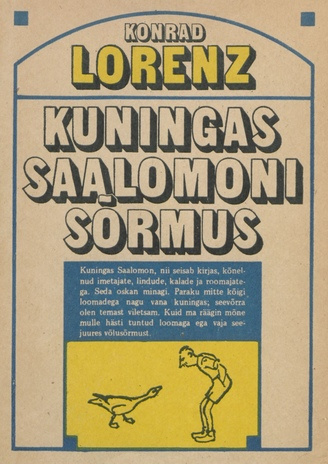 KONRAD
LORENZ
KUNINGAS
SAALOMONI
SÕRMUS
Kuningas Saalomon, nii seisab kirjas, kõnel-
nud imetajate, lindude, kalade ja roomajate-
ga. Seda oskan minagi. Paraku mitte kõigi
loomadega nagu vana kuningas; seevõrra
olen temast viletsam. Kuid ma räägin mõne
mulle hästi tuntud loomaga ega vaja see-
juures võlusõrmust.